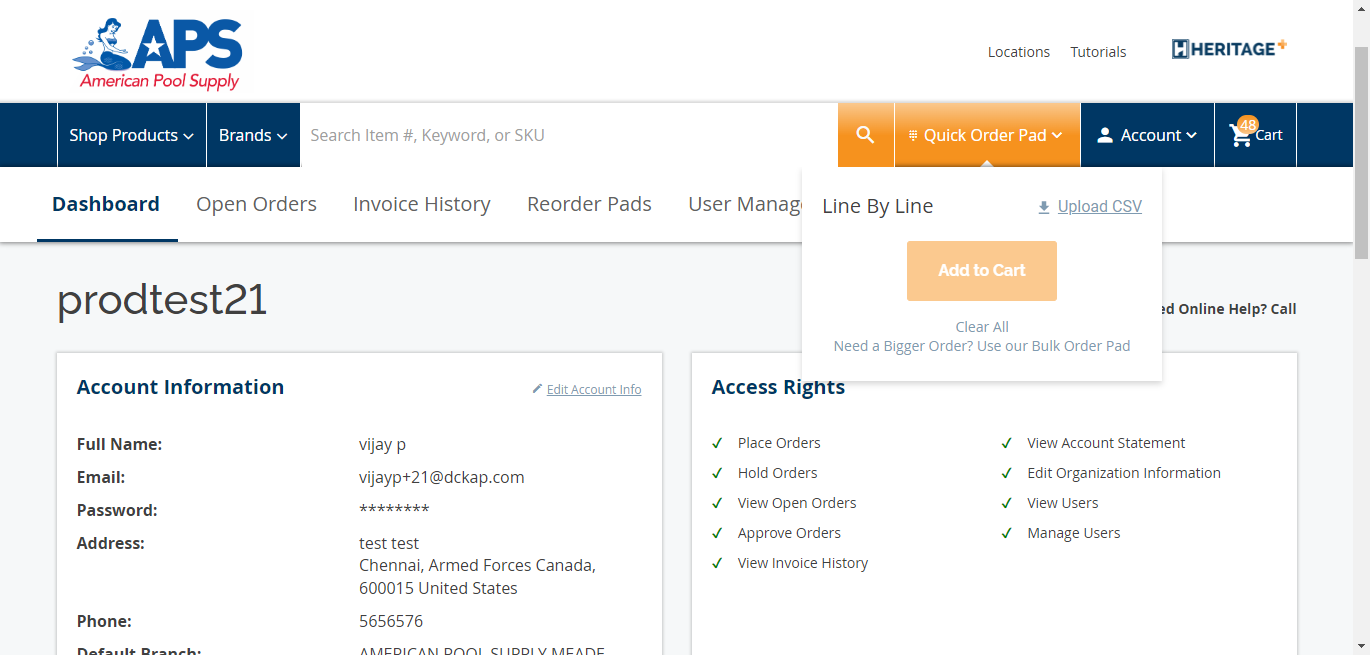 APS
American Pool Supply
Locations Tutorials HERITAGE+
Shop Products Brands Search Item #, Keyword, or SKU Quick Order Pad Account 48 Cart
Dashboard Open Orders Invoice History Reorder Pads User Manage
Line By Line Upload CSV
Add to Cart
Clear All
Need a Bigger Order? Use our Bulk Order Pad
prodtest21
ed Online Help? Call
Account Information Edit Account Info
Full Name: vijay p
Email: vijayp+21@dckap.com
Password: ********
Address: test test
Chennai, Armed Forces Canada,
600015 United States
Phone: 5656576
Default Branch: AMERICAN POOL SUPPLY MEADE
Access Rights
Place Orders View Account Statement
Hold Orders Edit Organization Information
View Open Orders View Users
Approve Orders Manage Users
View Invoice History